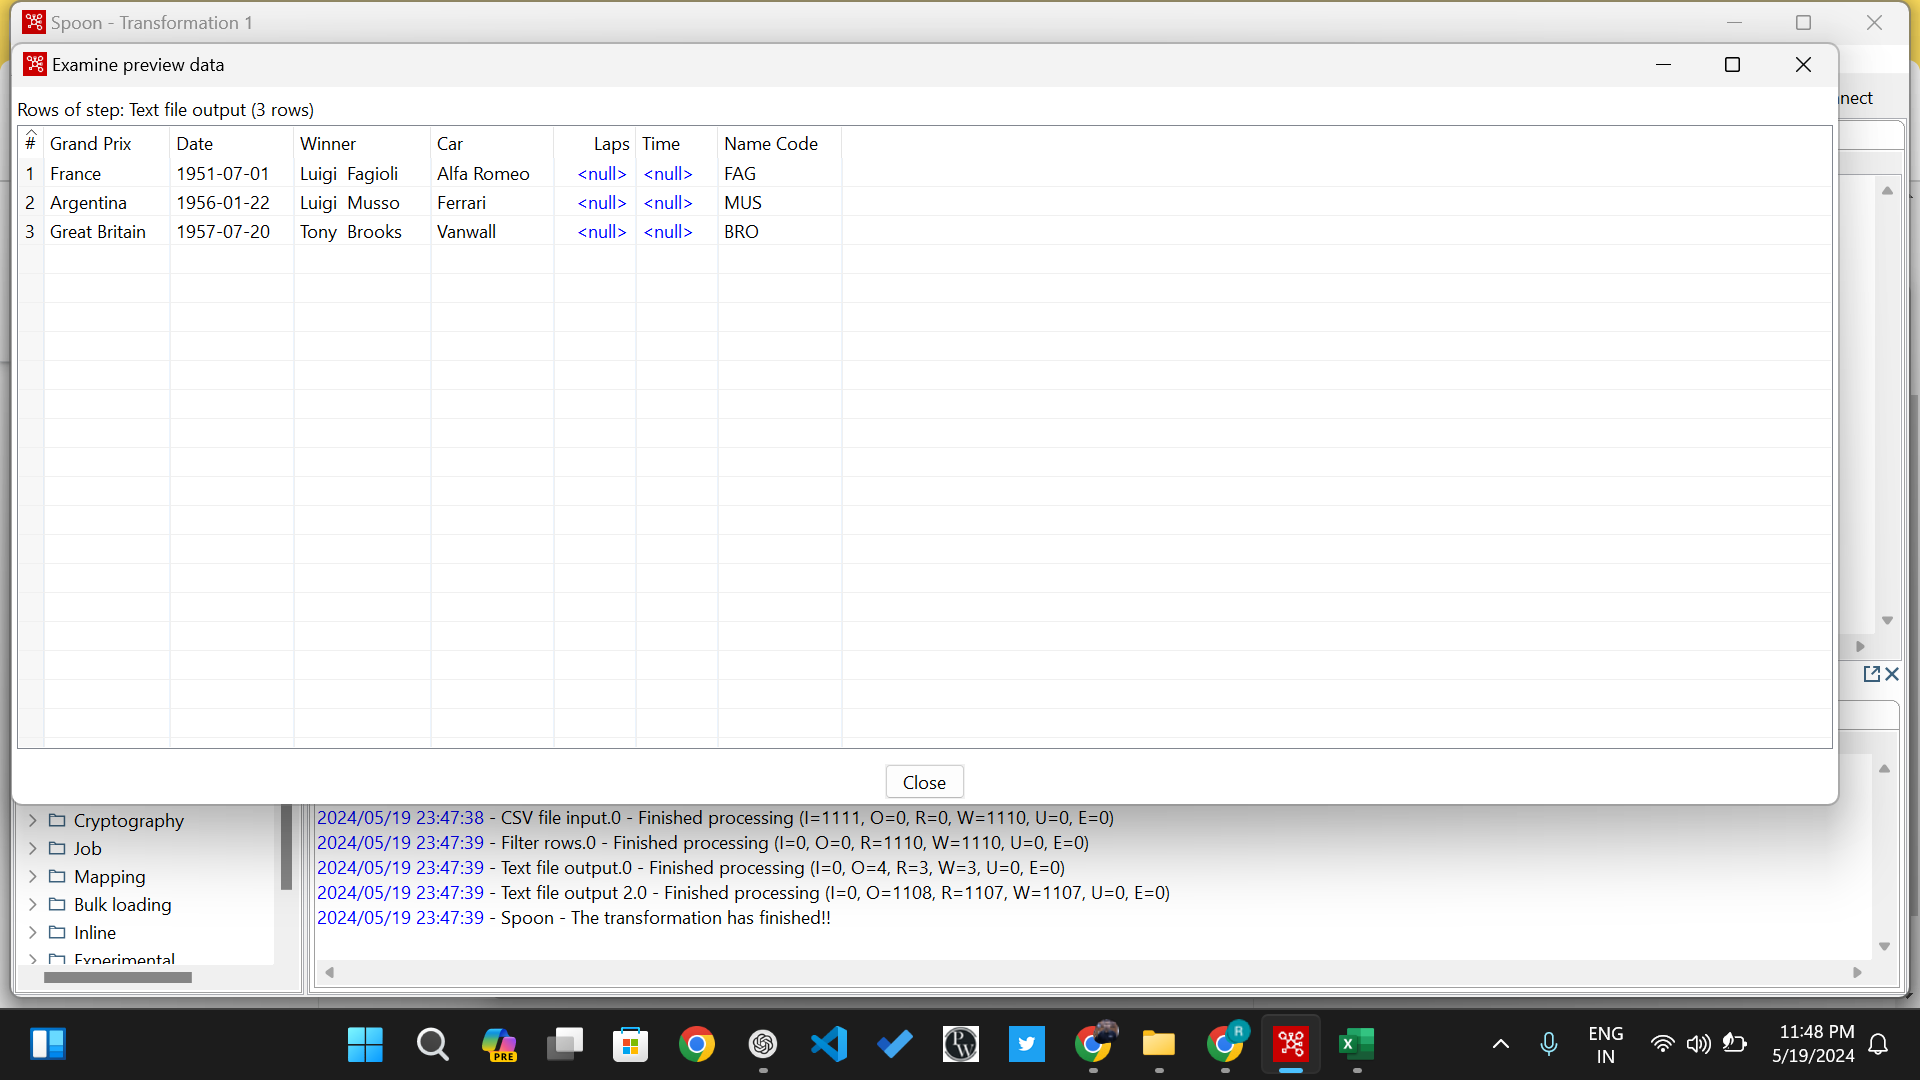 Spoon - Transformation 1
Examine preview data
nnect
Rows of step: Text file output (3 rows)
# Grand Prix Date Winner Car Laps Time Name Code
1 France 1951-07-01 Luigi  Fagioli Alfa Romeo <null> <null> FAG
2 Argentina 1956-01-22 Luigi  Musso Ferrari <null> <null> MUS
3 Great Britain 1957-07-20 Tony  Brooks Vanwall <null> <null> BRO
Close
Cryptography
Job
Mapping
Bulk loading
Inline
Experimental
2024/05/19 23:47:38 - CSV file input.0 - Finished processing (I=1111, O=0, R=0, W=1110, U=0, E=0)
2024/05/19 23:47:39 - Filter rows.0 - Finished processing (I=0, O=0, R=1110, W=1110, U=0, E=0)
2024/05/19 23:47:39 - Text file output.0 - Finished processing (I=0, O=4, R=3, W=3, U=0, E=0)
2024/05/19 23:47:39 - Text file output 2.0 - Finished processing (I=0, O=1108, R=1107, W=1107, U=0, E=0)
2024/05/19 23:47:39 - Spoon - The transformation has finished!!
PRE
PW
R
X
ENG
IN
11:48 PM
5/19/2024